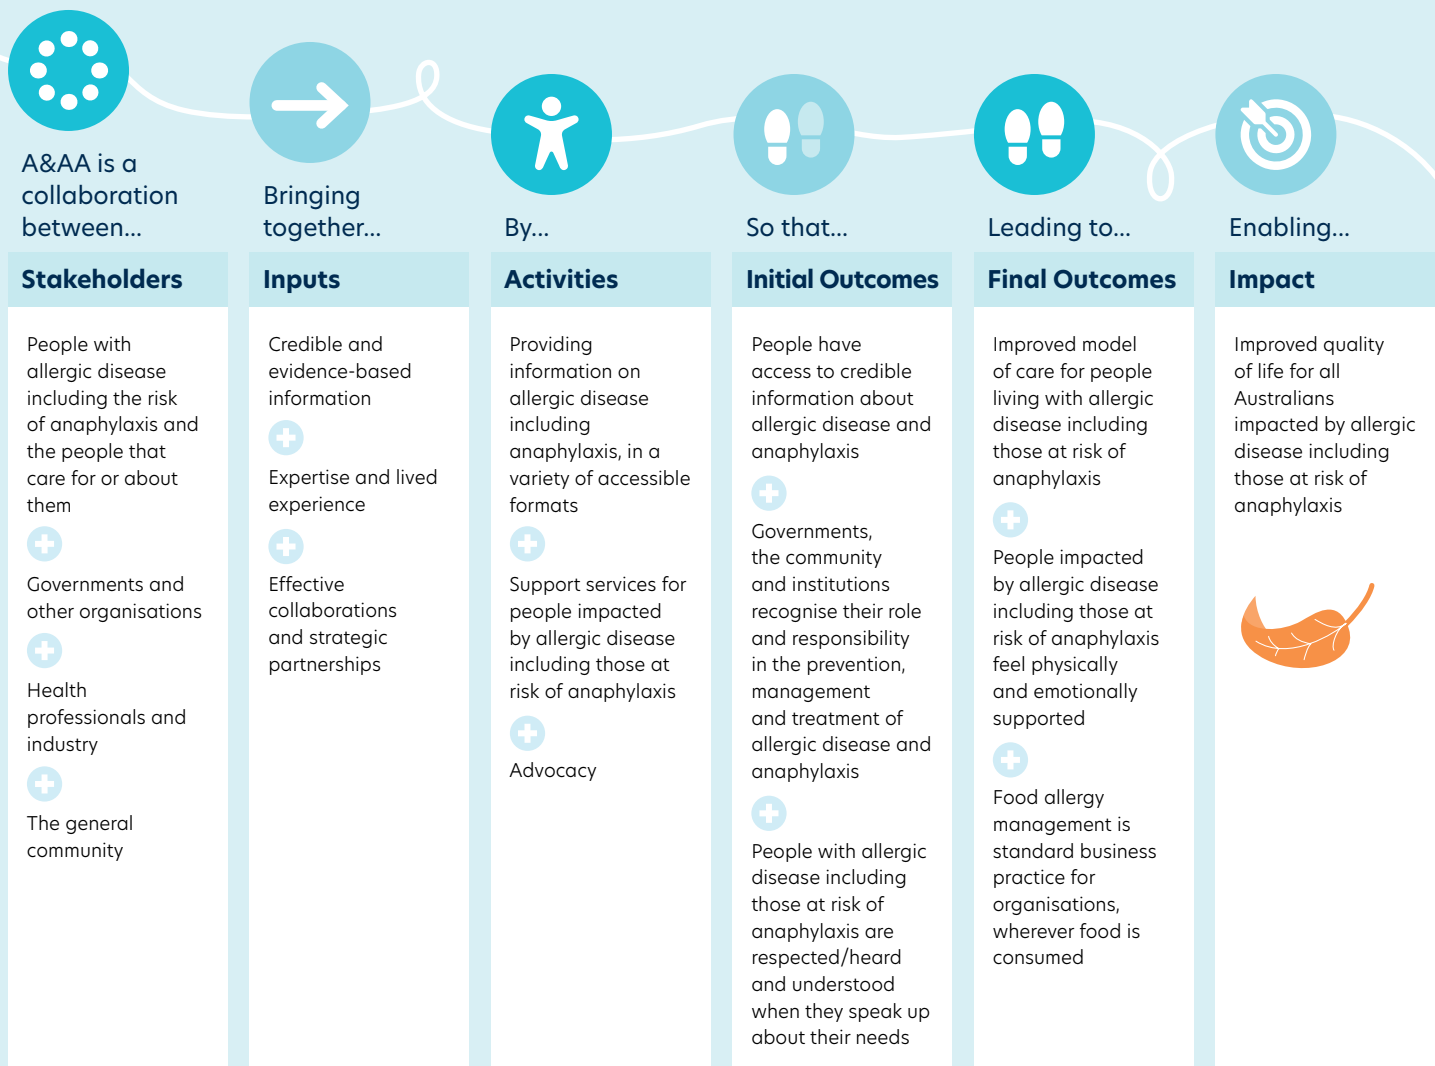 A&AA is a
collaboration
between...
Stakeholders
People with
allergic disease
including the risk
of anaphylaxis and
the people that
care for or about
them
Governments and
other organisations
Health
professionals and
industry
The general
community
Bringing
together...
Inputs
Credible and
evidence-based
information
Expertise and lived
experience
Effective
collaborations
and strategic
partnerships
By...
Activities
Providing
information on
allergic disease
including
anaphylaxis, in a
variety of accessible
formats
Support services for
people impacted
by allergic disease
including those at
risk of anaphylaxis
Advocacy
So that...
Initial Outcomes
People have
access to credible
information about
allergic disease and
anaphylaxis
Governments,
the community
and institutions
recognise their role
and responsibility
in the prevention,
management
and treatment of
allergic disease and
anaphylaxis
People with allergic
disease including
those at risk of
anaphylaxis are
respected/heard
and understood
when they speak up
about their needs
Leading to...
Final Outcomes
Improved model
of care for people
living with allergic
disease including
those at risk of
anaphylaxis
People impacted
by allergic disease
including those at
risk of anaphylaxis
feel physically
and emotionally
supported
Food allergy
management is
standard business
practice for
organisations,
wherever food is
consumed
Enabling...
Impact
Improved quality
of life for all
Australians
impacted by allergic
disease including
those at risk of
anaphylaxis